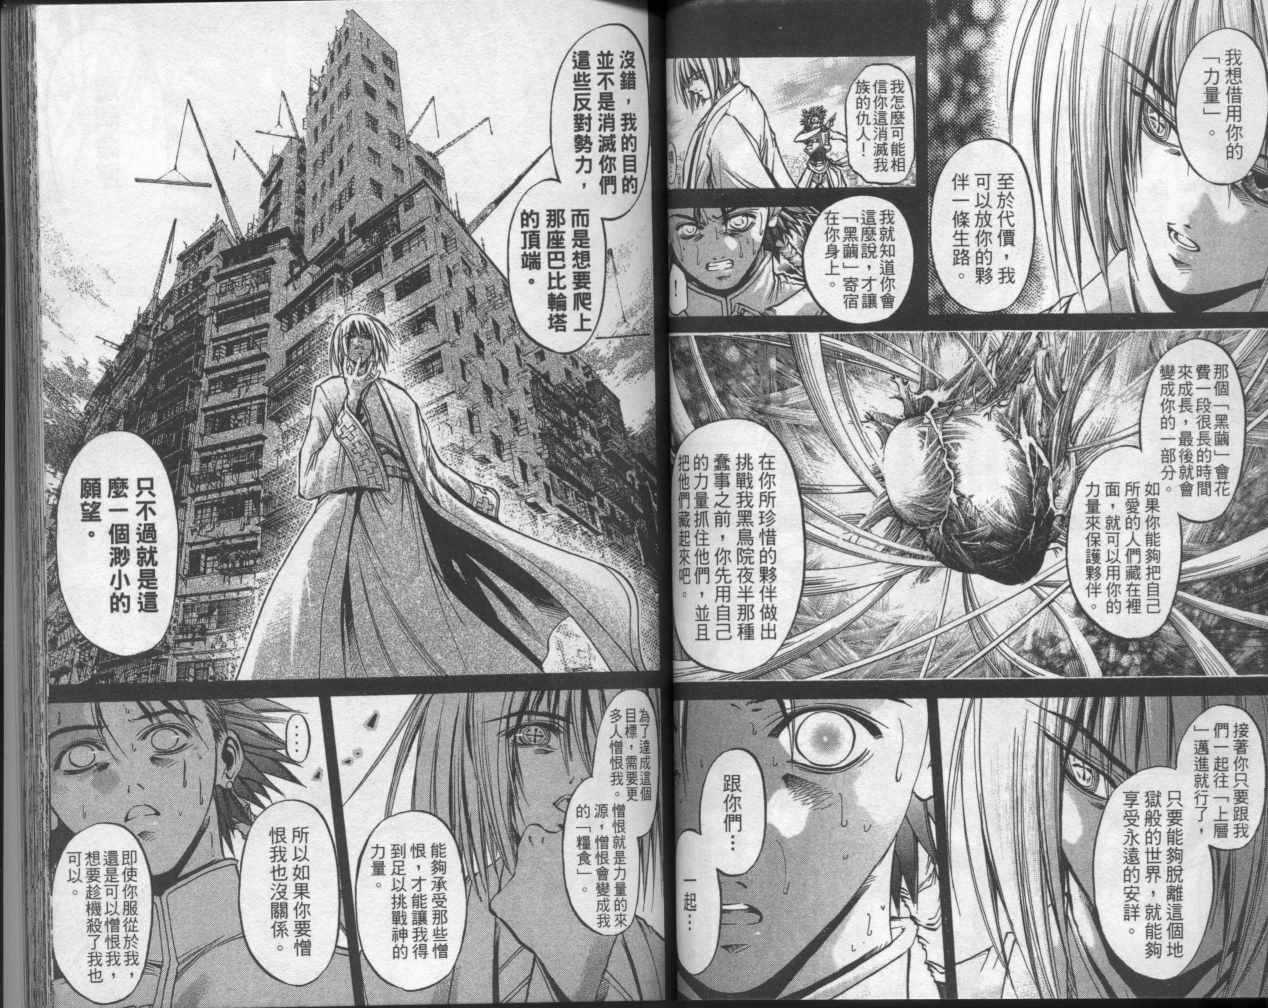 我想借用你的
「力量」。
至於代價，我
可以放你的夥
伴一條生路。
我怎麼可能相
信你這消滅我
族的仇人！
我就知道你會
這麼說，才讓
「黑繭」寄宿
在你身上。
！
那個「黑繭」會花
費一段很長的時間
來成長，最後就會
變成你的一部分。
如果你能夠把自己
所愛的人們藏在裡
面，就可以用你的
力量來保護夥伴。
在你所珍惜的夥伴做出
挑戰我黑鳥院夜半那種
蠢事之前，你先用自己
的力量抓住他們，並且
把他們藏起來吧。
接著你只要跟我
們一起往「上層
」邁進就行了，
只要能夠脫離這個地
獄般的世界，就能夠
享受永遠的安詳。
跟你們…
一起…
沒錯，我的目的
並不是消滅你們
這些反對勢力，
而是想要爬上
那座巴比輪塔
的頂端。
只不過就是這
麼一個渺小的
願望。
為了達成這個
目標，需要更
多人憎恨我。
憎恨就是力量的來
源，憎恨會變成我
的「糧食」。
能夠承受那些憎
恨，才能讓我得
到足以挑戰神的
力量。
…‥
所以如果你要憎
恨我也沒關係。
即使你服從於我，
還是可以憎恨我，
想要趁機殺了我也
可以。